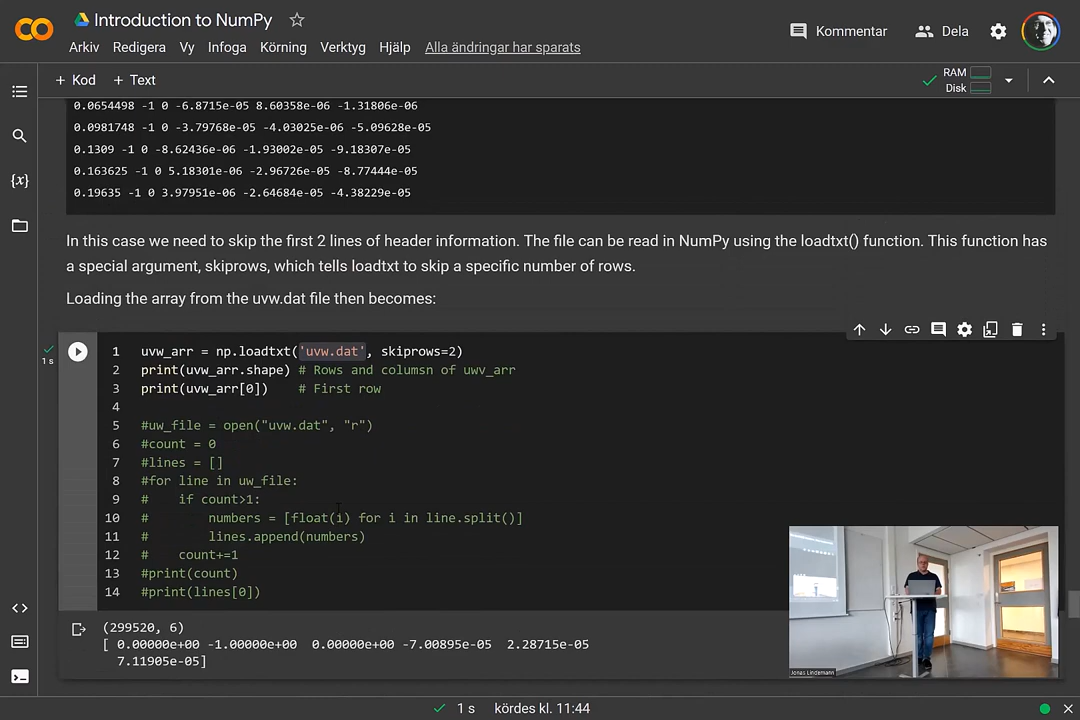 Introduction to NumPy
Arkiv Redigera Vy Infoga Körning Verktyg Hjälp Alla ändringar har sparats
Kommentar Dela
+ Kod + Text
RAM
Disk
0.0654498 -1 0 -6.8715e-05 8.60358e-06 -1.31806e-06
0.0981748 -1 0 -3.79768e-05 -4.03025e-06 -5.09628e-05
0.1309 -1 0 -8.62436e-05 -1.93002e-05 -9.18307e-05
0.163625 -1 0 5.18301e-06 -2.96726e-05 -8.77444e-05
0.19635 -1 0 3.97951e-06 -2.64684e-05 -4.38229e-05
In this case we need to skip the first 2 lines of header information. The file can be read in NumPy using the loadtxt() function. This function has
a special argument, skiprows, which tells loadtxt to skip a specific number of rows.
Loading the array from the uvw.dat file then becomes:
1s
1 uvw_arr = np.loadtxt('uvw.dat', skiprows=2)
2 print(uvw_arr.shape) # Rows and columsn of uwv_arr
3 print(uvw_arr[0]) # First row
4
5 #uw_file = open("uvw.dat", "r")
6 #count = 0
7 #lines = []
8 #for line in uw_file:
9 # if count>1:
10 # numbers = [float(i) for i in line.split()]
11 # lines.append(numbers)
12 # count+=1
13 #print(count)
14 #print(lines[0])
(299520, 6)
[ 0.00000e+00 -1.00000e+00 0.00000e+00 -7.00895e-05 2.28715e-05
7.11905e-05]
Jonas Lindemann
1 s kördes kl. 11:44